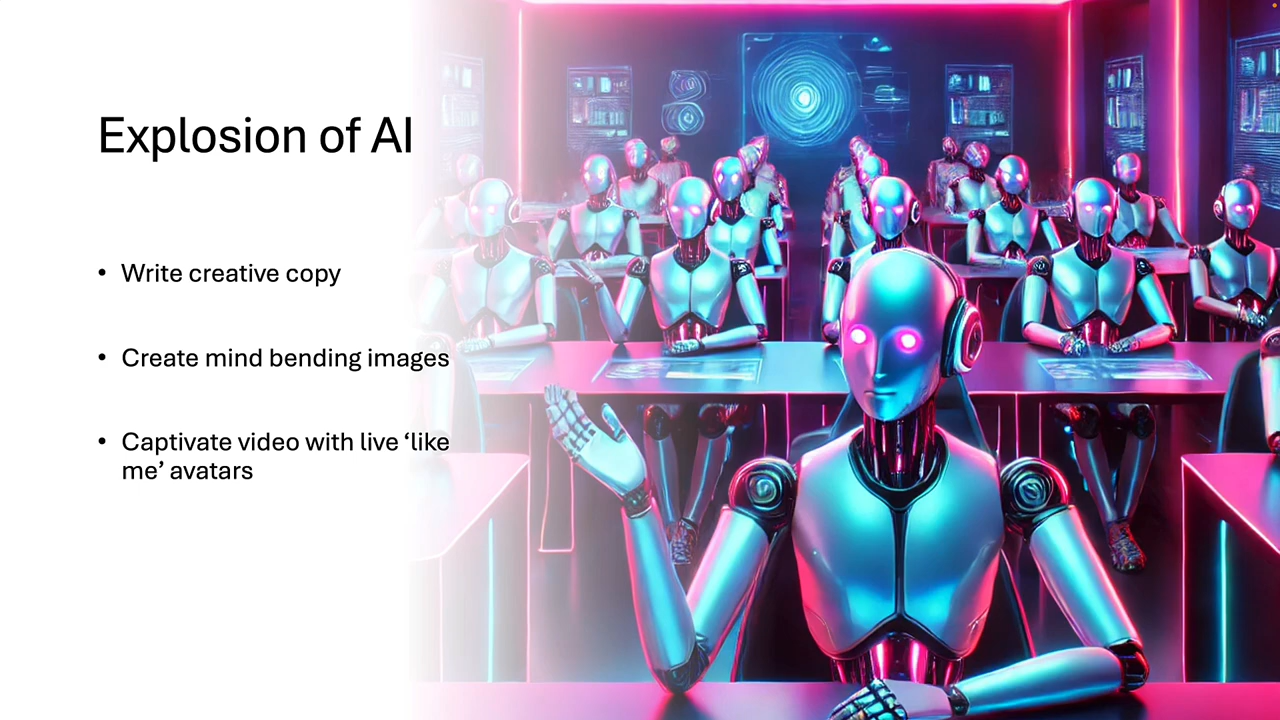 Explosion of AI
• Write creative copy
• Create mind bending images
• Captivate video with live ‘like
me’ avatars